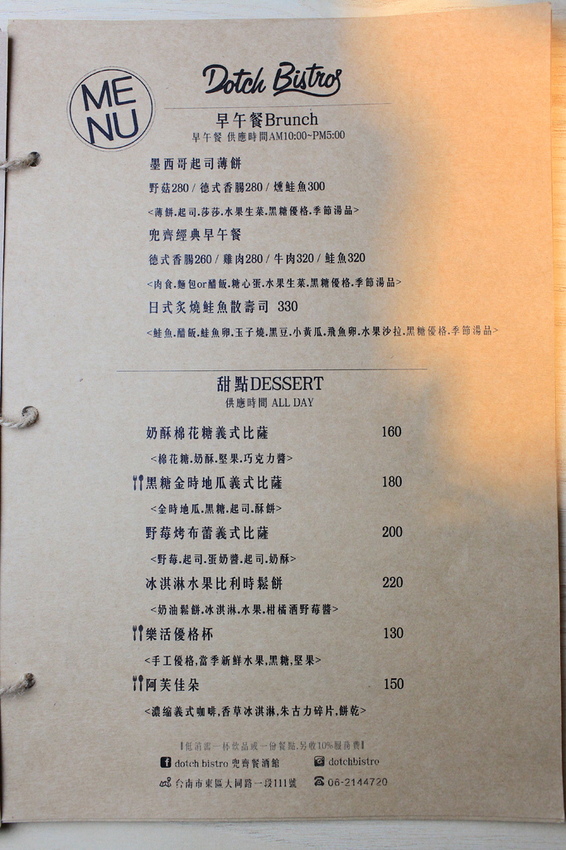 MENU
Dotch Bistros
早午餐Brunch
早午餐 供應時間AM10:00~PM5:00
墨西哥起司薄餅
野菇280 / 德式香腸280 / 燻鮭魚300
<薄餅.起司.莎莎.水果生菜.黑糖優格.季節湯品>
兜齊經典早午餐
德式香腸260 / 雞肉280 / 牛肉320 / 鮭魚320
<肉食.麵包or醋飯.糖心蛋.水果生菜.黑糖優格.季節湯品>
日式炙燒鮭魚散壽司 330
<鮭魚.醋飯.鮭魚卵.玉子燒.黑豆.小黃瓜.飛魚卵.水果沙拉.黑糖優格.季節湯品>
甜點DESSERT
供應時間 ALL DAY
奶酥棉花糖義式比薩 160
<棉花糖.奶酥.堅果.巧克力醬>
黑糖金時地瓜義式比薩 180
<金時地瓜.黑糖.起司.酥餅>
野莓烤布蕾義式比薩 200
<野莓.起司.蛋奶醬.起司.奶酥>
冰淇淋水果比利時鬆餅 220
<奶油鬆餅.冰淇淋.水果.柑橘酒野莓醬>
樂活優格杯 130
<手工優格,當季新鮮水果,黑糖,堅果>
阿芙佳朵 150
<濃縮義式咖啡,香草冰淇淋,朱古力碎片,餅乾>
【低消需一杯飲品或一份餐點.另收10%服務費】
dotch bistro 兜齊餐酒館 dotchbistro
台南市東區大同路一段111號 06-2144720